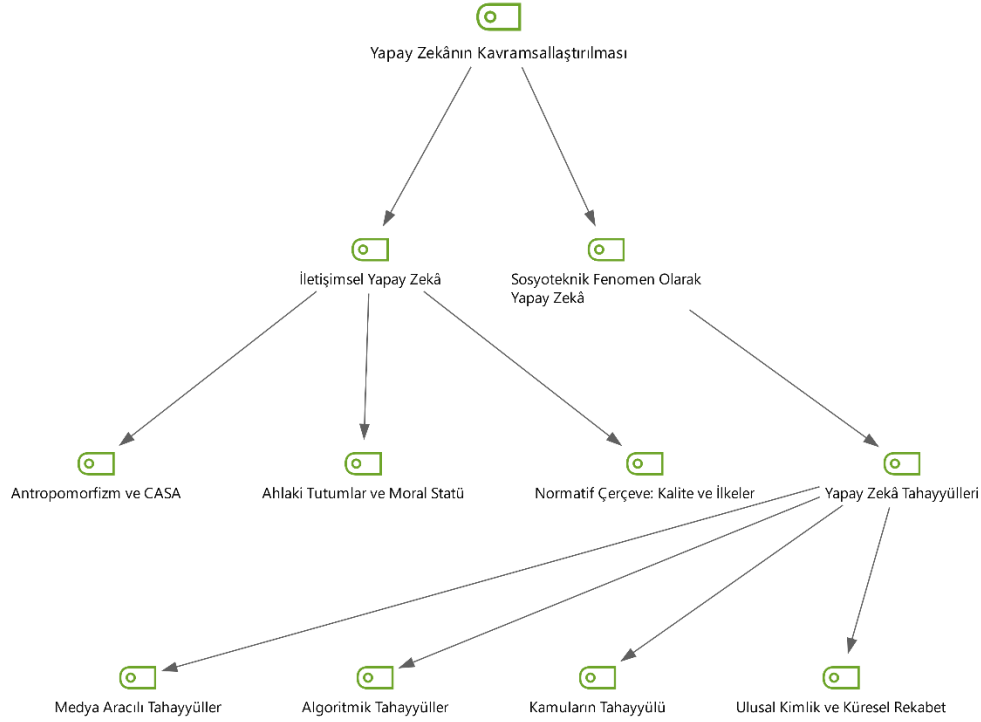 Yapay Zekânın Kavramsallaştırılması
İletişimsel Yapay Zekâ
Sosyoteknik Fenomen Olarak
Yapay Zekâ
Antropomorfizm ve CASA
Ahlaki Tutumlar ve Moral Statü
Normatif Çerçeve: Kalite ve İlkeler
Yapay Zekâ Tahayyülleri
Medya Aracılı Tahayyüller
Algoritmik Tahayyüller
Kamuların Tahayyülü
Ulusal Kimlik ve Küresel Rekabet